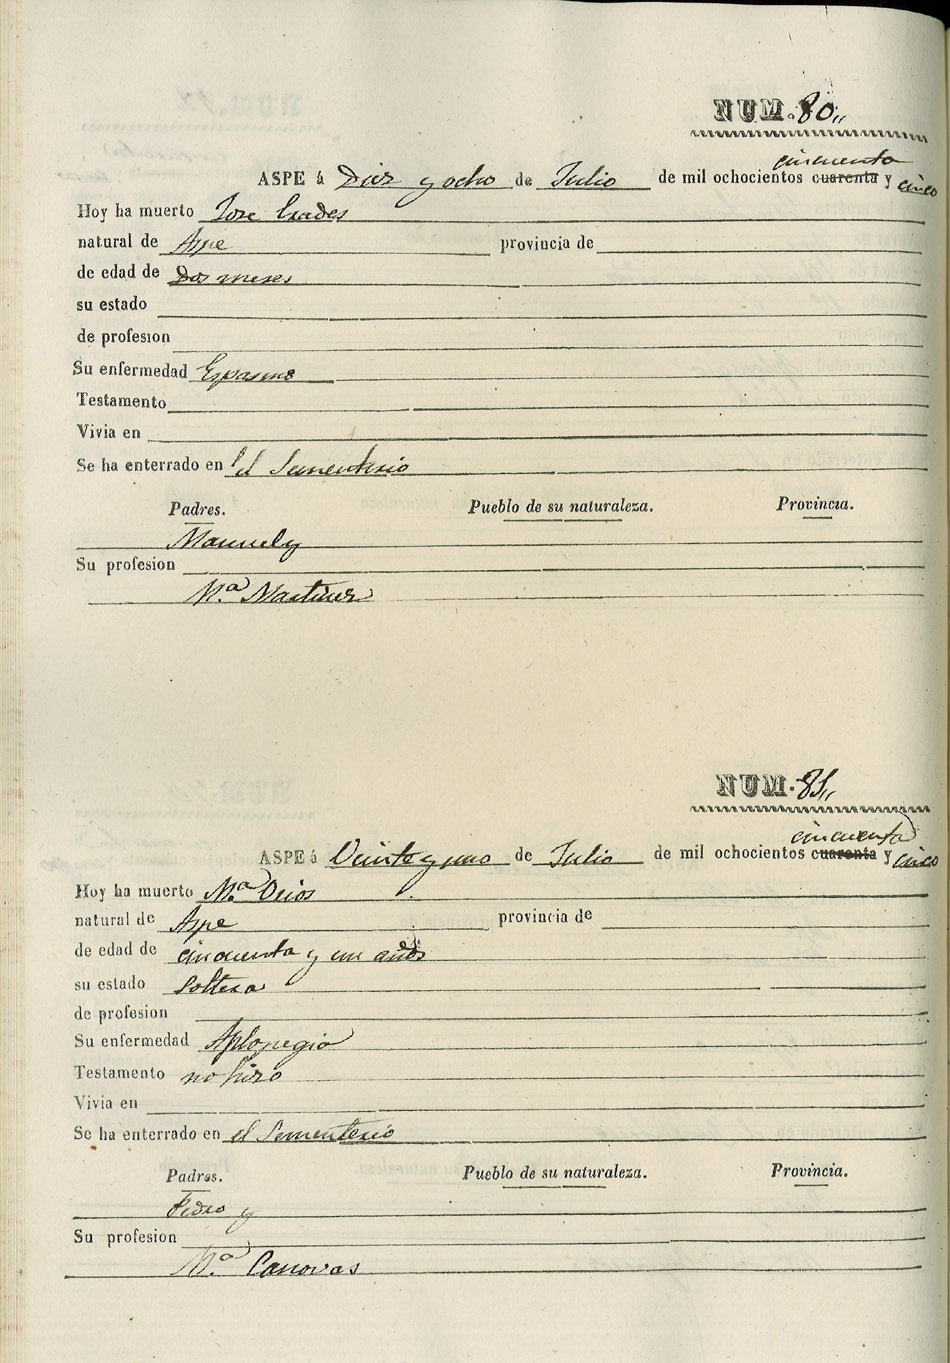 NUM. 80,,
cincuenta
ASPE á Diez y ocho de Julio de mil ochocientos cuarenta y cinco
Hoy ha muerto Jose Erades
natural de Aspe provincia de
de edad de Dos meses
su estado
de profesion
Su enfermedad Espasmo
Testamento
Vivia en
Se ha enterrado en el Sementerio
Padres. Pueblo de su naturaleza. Provincia.
Manuel y
Su profesion
Mª Martinez
NUM. 81,,
cincuenta
ASPE á Veinte y uno de Julio de mil ochocientos cuarenta y cinco
Hoy ha muerto Mª
natural de Aspe provincia de
de edad de cincuenta y un años
su estado Soltera
de profesion
Su enfermedad Aplopegia
Testamento no hizo
Vivia en
Se ha enterrado en el Sementerio
Padres. Pueblo de su naturaleza. Provincia.
Pedro y
Su profesion
Mª Canovas